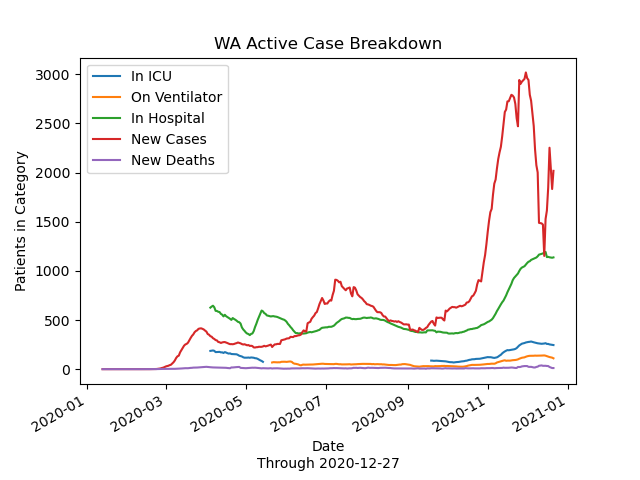 WA Active Case Breakdown
In ICU
On Ventilator
In Hospital
New Cases
New Deaths
Patients in Category
3000
2500
2000
1500
1000
500
0
2020-01
2020-03
2020-05
2020-07
2020-09
2020-11
2021-01
Date
Through 2020-12-27